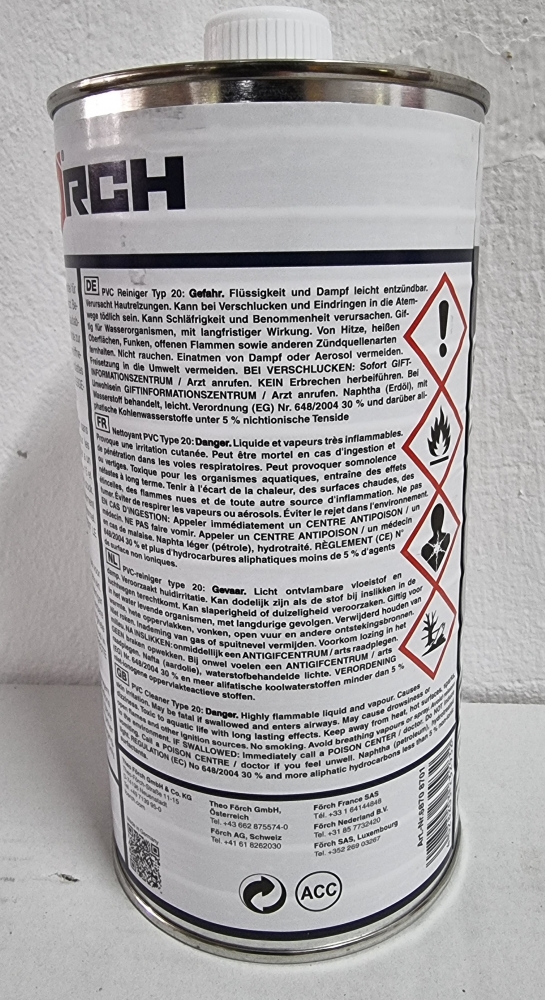 ÖRCH
DE PVC Reiniger Typ 20: Gefahr. Flüssigkeit und Dampf leicht entzündbar.
Verursacht Hautreizungen. Kann bei Verschlucken und Eindringen in die Atem-
wege tödlich sein. Kann Schläfrigkeit und Benommenheit verursachen. Gif-
tig für Wasserorganismen, mit langfristiger Wirkung. Von Hitze, heißen
Oberflächen, Funken, offenen Flammen sowie anderen Zündquellenarten
fernhalten. Nicht rauchen. Einatmen von Dampf oder Aerosol vermeiden.
Freisetzung in die Umwelt vermeiden. BEI VERSCHLUCKEN: Sofort GIFT-
INFORMATIONSZENTRUM / Arzt anrufen. KEIN Erbrechen herbeiführen. Bei
Unwohlsein GIFTINFORMATIONSZENTRUM / Arzt anrufen. Naphtha (Erdöl), mit
Wasserstoff behandelt, leicht. Verordnung (EG) Nr. 648/2004 30 % und darüber ali-
phatische Kohlenwasserstoffe unter 5 % nichtionische Tenside
FR Nettoyant PVC Type 20: Danger. Liquide et vapeurs très inflammables.
Provoque une irritation cutanée. Peut être mortel en cas d'ingestion et
de pénétration dans les voies respiratoires. Peut provoquer somnolence
ou vertiges. Toxique pour les organismes aquatiques, entraîne des effets
néfastes à long terme. Tenir à l'écart de la chaleur, des surfaces chaudes, des
étincelles, des flammes nues et de toute autre source d'inflammation. Ne pas
fumer. Éviter de respirer les vapeurs ou aérosols. Éviter le rejet dans l'environnement.
EN CAS D'INGESTION: Appeler immédiatement un CENTRE ANTIPOISON / un
médecin. NE PAS faire vomir. Appeler un CENTRE ANTIPOISON / un médecin
en cas de malaise. Naphta léger (pétrole), hydrotraité. RÈGLEMENT (CE) N°
648/2004 30 % et plus d'hydrocarbures aliphatiques moins de 5 % d'agents
de surface non ioniques.
NL PVC-reiniger type 20: Gevaar. Licht ontvlambare vloeistof en
damp. Veroorzaakt huidirritatie. Kan dodelijk zijn als de stof bij inslikken in de
luchtwegen terechtkomt. Kan slaperigheid of duizeligheid veroorzaken. Giftig voor
in het water levende organismen, met langdurige gevolgen. Verwijderd houden van
warmte, hete oppervlakken, vonken, open vuur en andere ontstekingsbronnen.
Niet roken. Inademing van gas of spuitnevel vermijden. Voorkom lozing in het
milieu. NA INSLIKKEN: onmiddellijk een ANTIGIFCENTRUM / arts raadplegen.
GEEN braken opwekken. Bij onwel voelen een ANTIGIFCENTRUM / arts
raadplegen. Nafta (aardolie), waterstofbehandelde lichte. VERORDENING
(EG) Nr. 648/2004 30 % en meer alifatische koolwaterstoffen minder dan 5 %
niet-ionogene oppervlakteactieve stoffen.
GB PVC Cleaner Type 20: Danger. Highly flammable liquid and vapour. Causes
skin irritation. May be fatal if swallowed and enters airways. May cause drowsiness or
dizziness. Toxic to aquatic life with long lasting effects. Keep away from heat, hot surfaces, sparks,
open flames and other ignition sources. No smoking. Avoid breathing vapours or spray.
environment. IF SWALLOWED: Immediately call a POISON CENTER / doctor. Do NOT
vomiting. Call a POISON CENTRE / doctor if you feel unwell. Naphtha (petroleum),
light. REGULATION (EC) No 648/2004 30 % and more aliphatic hydrocarbons less than 5 %
Theo Förch GmbH & Co. KG
Theo Förch GmbH,
Österreich
Tel. +43 662 875574-0
Förch AG, Schweiz
Tel. +41 61 8262030
Förch France SAS
Tél. +33 1 64144848
Förch Nederland B.V.
Tel. +31 85 7732420
Förch SAS, Luxembourg
Tel. +352 269 03267
Art.-Nr. 6670 8701
ACC